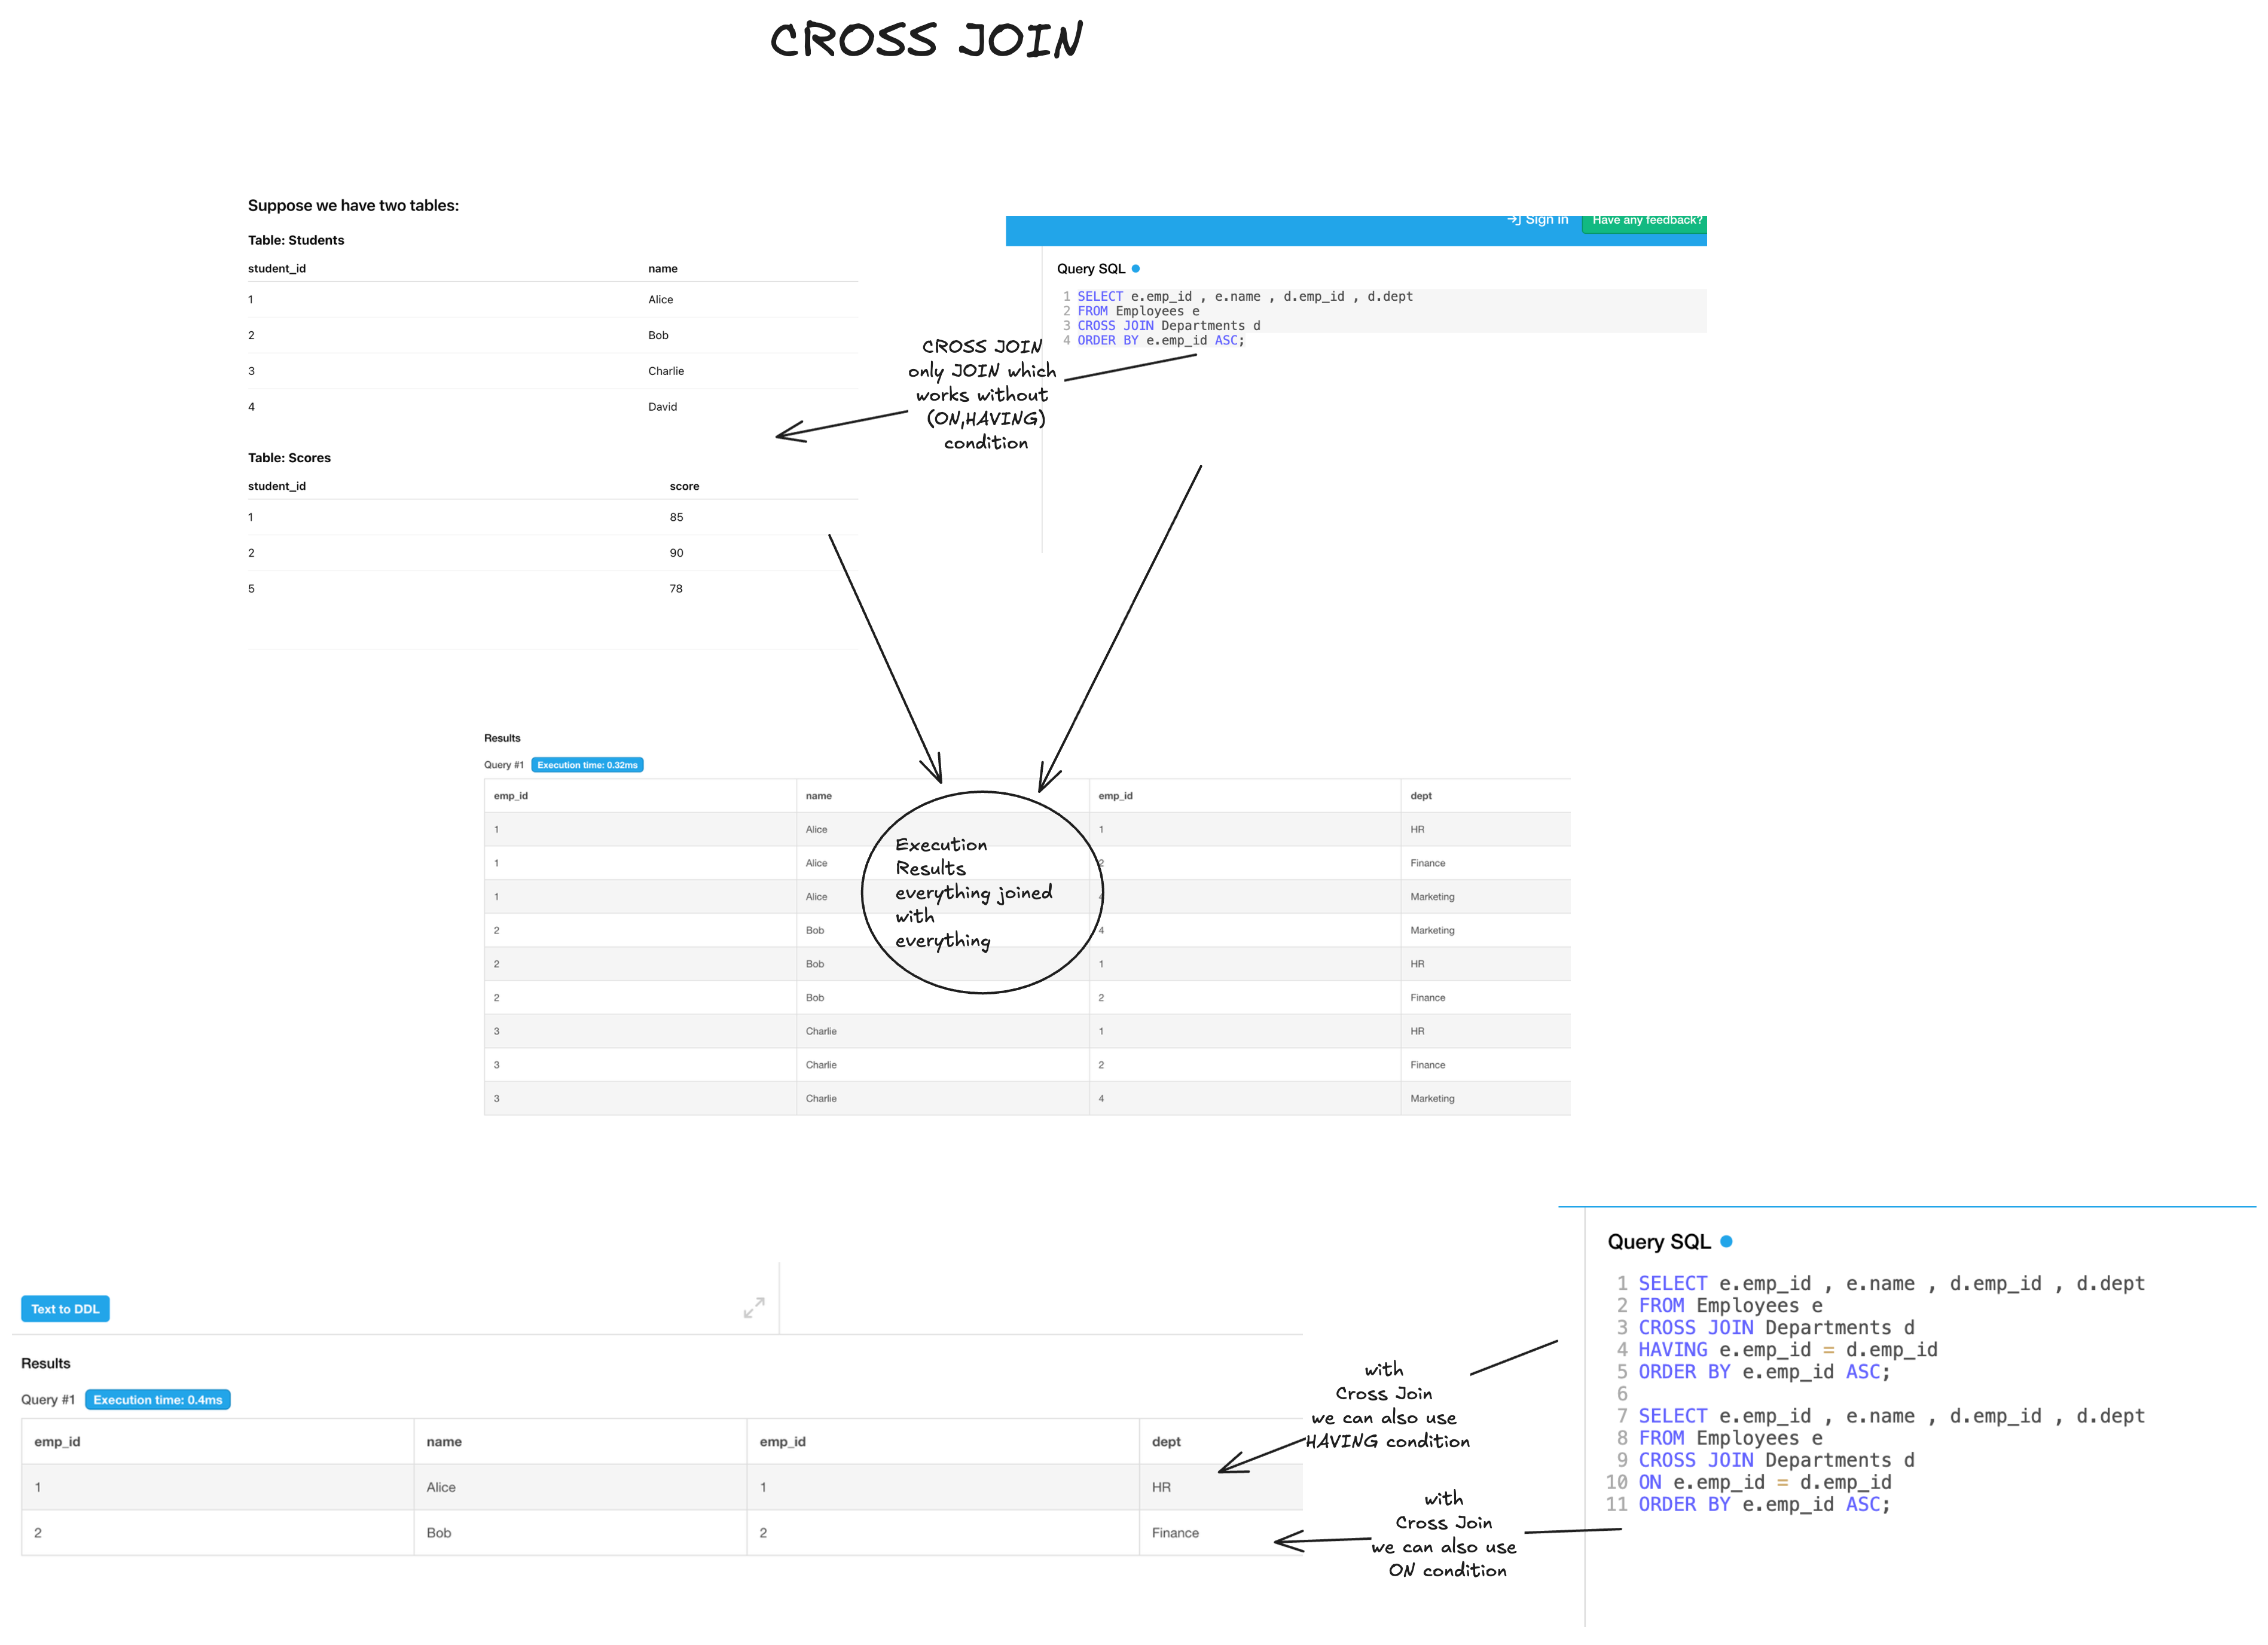 CROSS JOIN
Suppose we have two tables:
Table: Students
student_id name
1 Alice
2 Bob
3 Charlie
4 David
Table: Scores
student_id score
1 85
2 90
5 78
Sign In Have any feedback?
Query SQL
1 SELECT e.emp_id , e.name , d.emp_id , d.dept
2 FROM Employees e
3 CROSS JOIN Departments d
4 ORDER BY e.emp_id ASC;
CROSS JOIN
only JOIN which
works without
(ON,HAVING)
condition
Results
Query #1 Execution time: 0.32ms
emp_id name emp_id dept
1 Alice 1 HR
1 Alice 2 Finance
1 Alice 4 Marketing
2 Bob 4 Marketing
2 Bob 1 HR
2 Bob 2 Finance
3 Charlie 1 HR
3 Charlie 2 Finance
3 Charlie 4 Marketing
Execution
Results
everything joined
with
everything
Text to DDL
Results
Query #1 Execution time: 0.4ms
emp_id name emp_id dept
1 Alice 1 HR
2 Bob 2 Finance
with
Cross Join
we can also use
HAVING condition
with
Cross Join
we can also use
ON condition
Query SQL
1 SELECT e.emp_id , e.name , d.emp_id , d.dept
2 FROM Employees e
3 CROSS JOIN Departments d
4 HAVING e.emp_id = d.emp_id
5 ORDER BY e.emp_id ASC;
6
7 SELECT e.emp_id , e.name , d.emp_id , d.dept
8 FROM Employees e
9 CROSS JOIN Departments d
10 ON e.emp_id = d.emp_id
11 ORDER BY e.emp_id ASC;